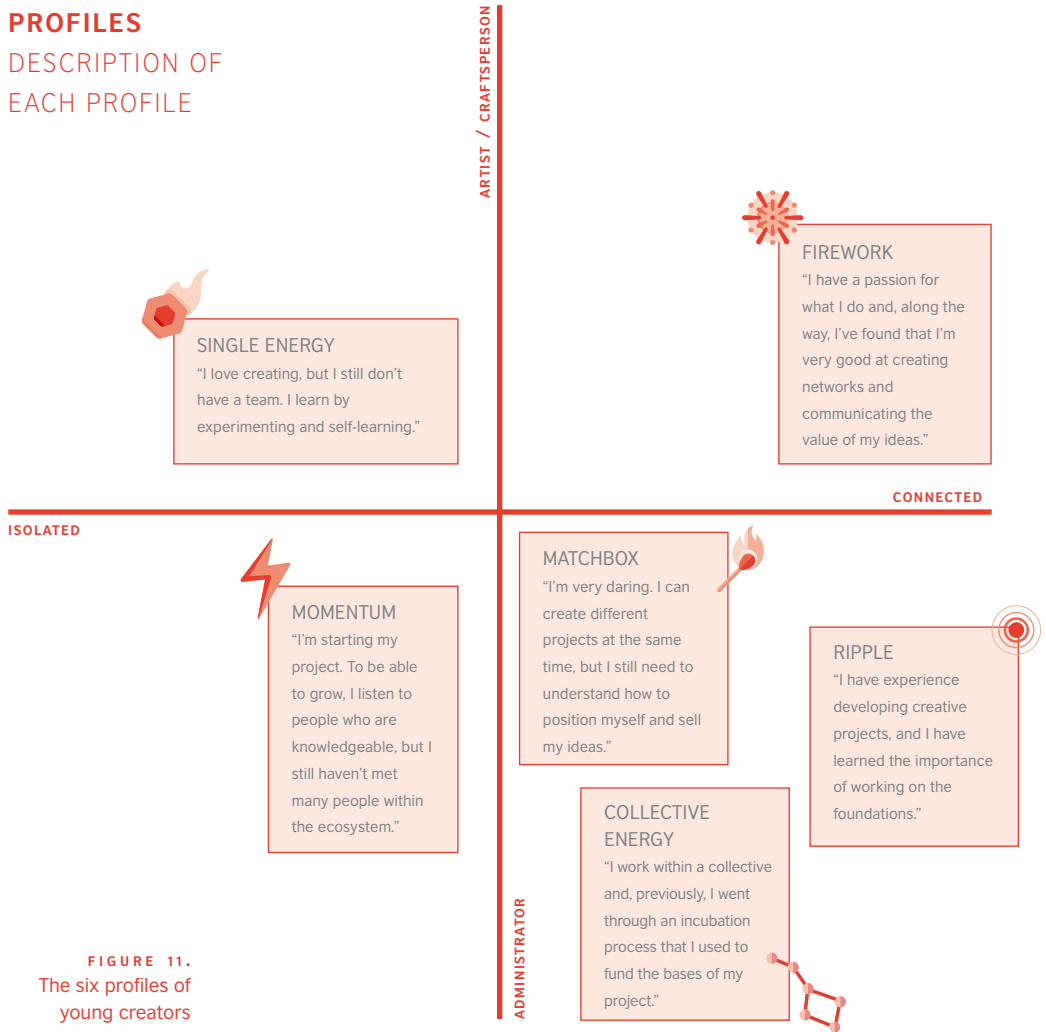 PROFILES
DESCRIPTION OF
EACH PROFILE
ARTIST / CRAFTSPERSON
FIREWORK
“I have a passion for
what I do and, along the
way, I’ve found that I’m
very good at creating
networks and
communicating the
value of my ideas.”
SINGLE ENERGY
“I love creating, but I still don’t
have a team. I learn by
experimenting and self-learning.”
CONNECTED
ISOLATED
MOMENTUM
“I’m starting my
project. To be able
to grow, I listen to
people who are
knowledgeable, but I
still haven’t met
many people within
the ecosystem.”
MATCHBOX
“I’m very daring. I can
create different
projects at the same
time, but I still need to
understand how to
position myself and sell
my ideas.”
RIPPLE
“I have experience
developing creative
projects, and I have
learned the importance
of working on the
foundations.”
COLLECTIVE
ENERGY
“I work within a collective
and, previously, I went
through an incubation
process that I used to
fund the bases of my
project.”
ADMINISTRATOR
FIGURE 11.
The six profiles of
young creators